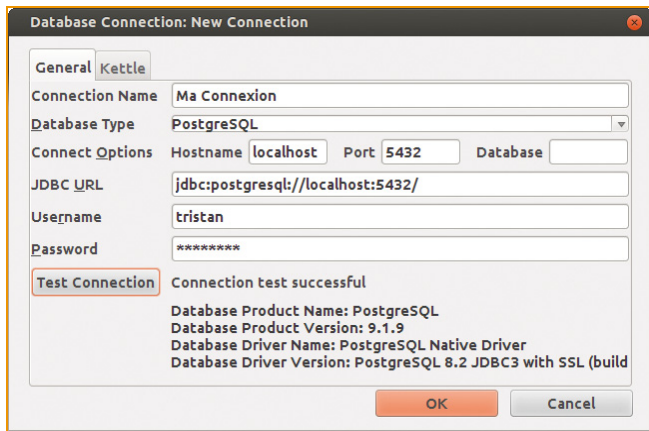 Database Connection: New Connection
General Kettle
Connection Name Ma Connexion
Database Type PostgreSQL
Connect Options Hostname localhost Port 5432 Database
JDBC URL jdbc:postgresql://localhost:5432/
Username tristan
Password ********
Test Connection Connection test successful
Database Product Name: PostgreSQL
Database Product Version: 9.1.9
Database Driver Name: PostgreSQL Native Driver
Database Driver Version: PostgreSQL 8.2 JDBC3 with SSL (build
OK Cancel